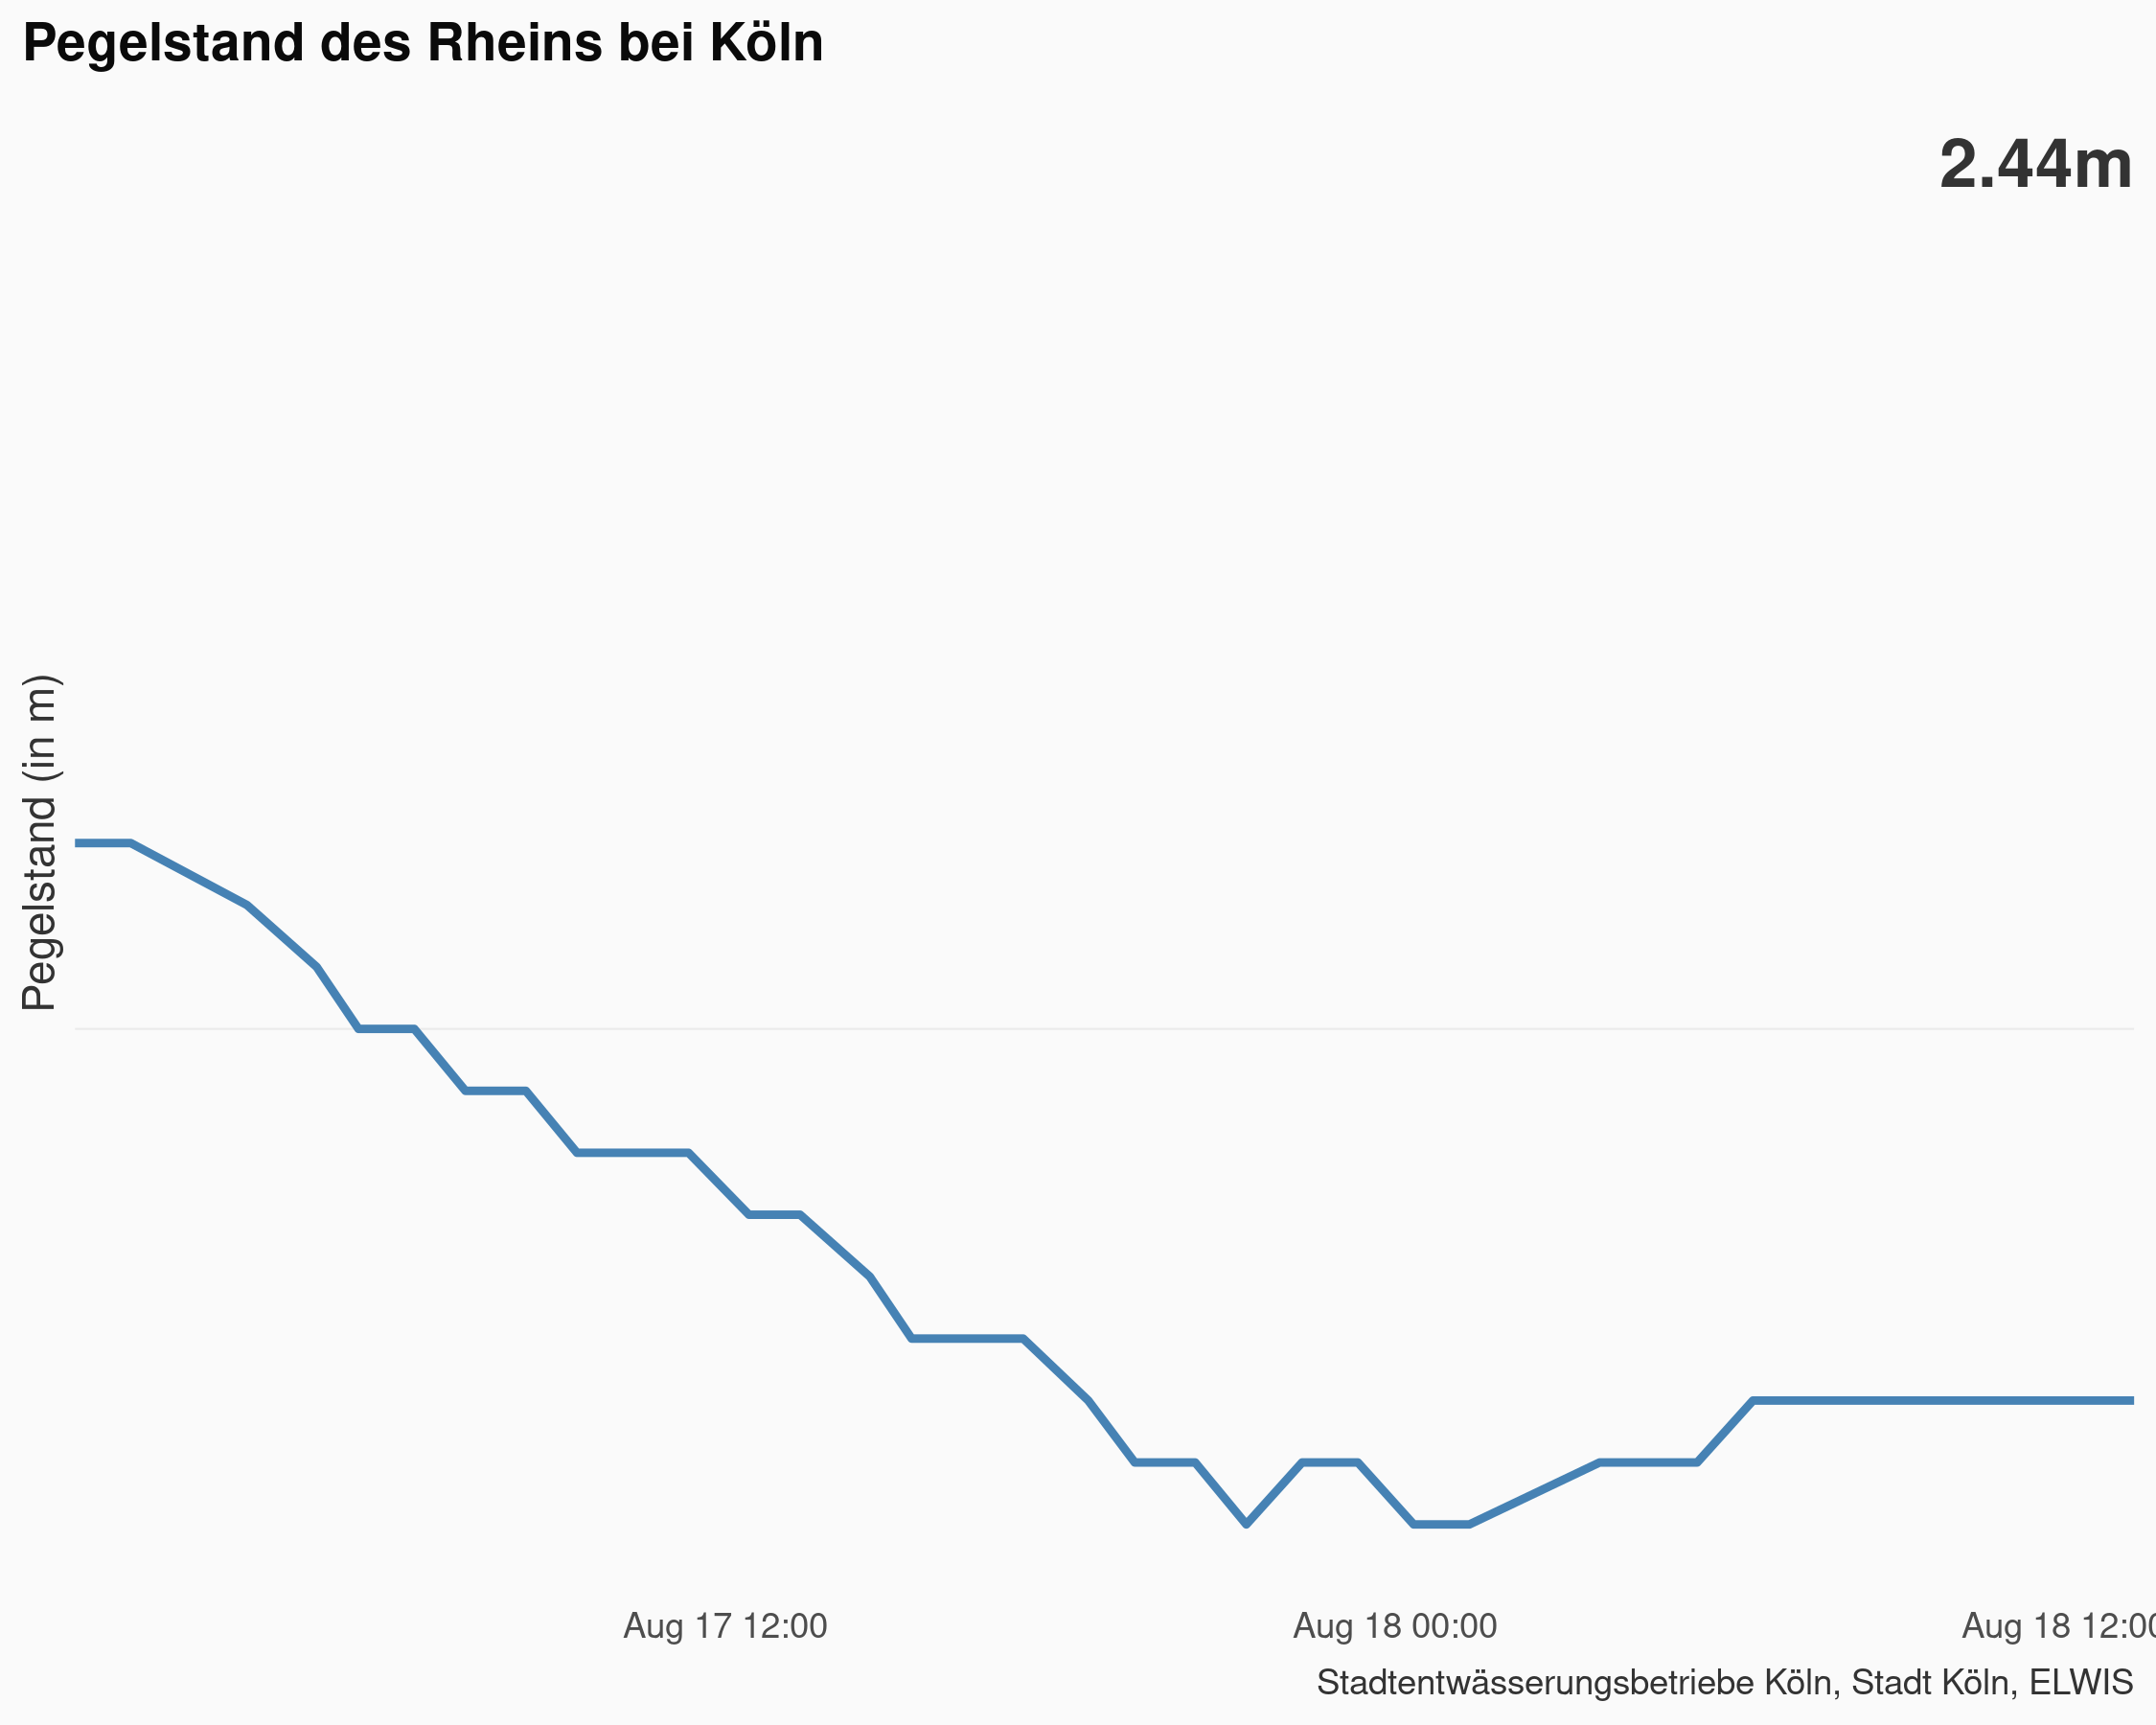 Pegelstand des Rheins bei Köln
2.44m
Pegelstand (in m)
Aug 17 12:00
Aug 18 00:00
Aug 18 12:00
Stadtentwässerungsbetriebe Köln, Stadt Köln, ELWIS